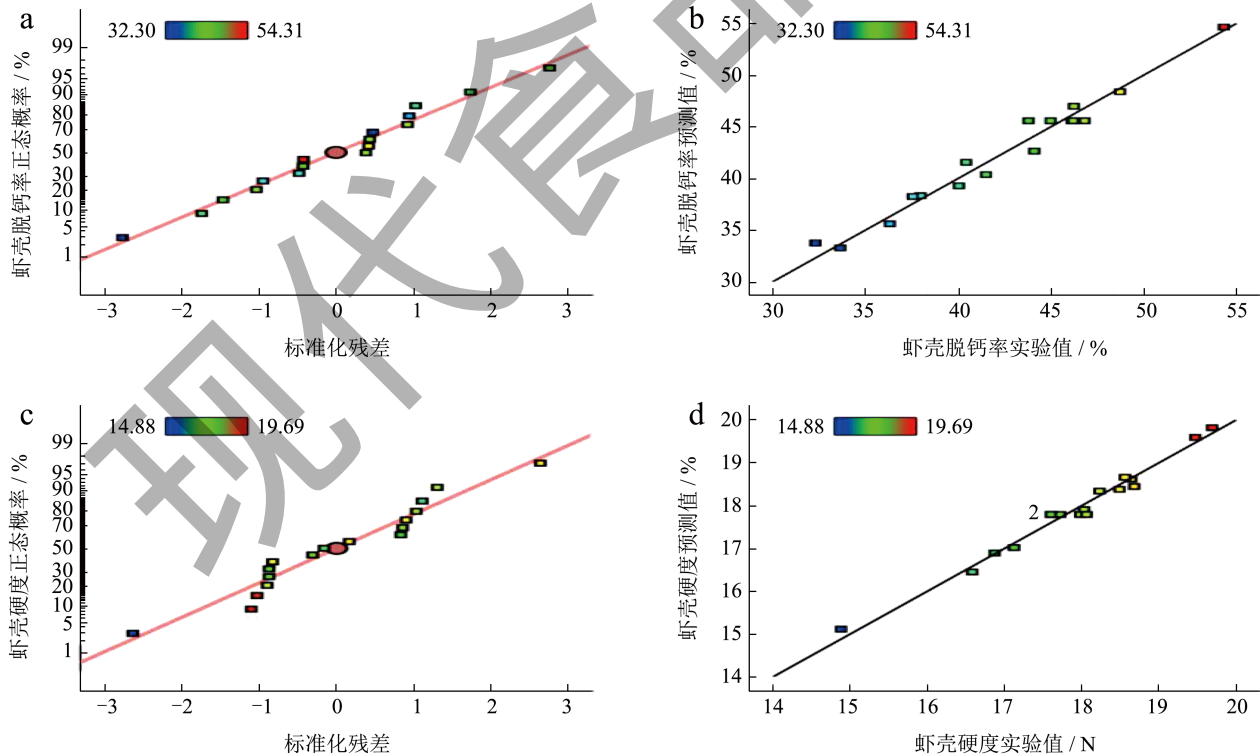 a
32.30 54.31
虾壳脱钙率正态概率 / %
99
95
90
80
70
50
30
20
10
5
1
−3 −2 −1 0 1 2 3
标准化残差
b
32.30 54.31
虾壳脱钙率预测值 / %
55
50
45
40
35
30
30 35 40 45 50 55
虾壳脱钙率实验值 / %
c
14.88 19.69
虾壳硬度正态概率 / %
99
95
90
80
70
50
30
20
10
5
1
−3 −2 −1 0 1 2 3
标准化残差
d
14.88 19.69
虾壳硬度预测值 / %
20
19
18
17
16
15
14
2
14 15 16 17 18 19 20
虾壳硬度实验值 / N
现代食